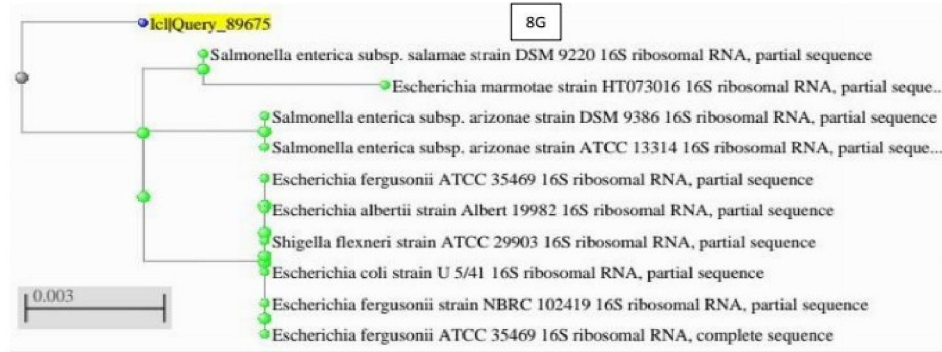 lcl|Query_89675
8G
Salmonella enterica subsp. salamae strain DSM 9220 16S ribosomal RNA, partial sequence
Escherichia marmotae strain HT073016 16S ribosomal RNA, partial seque...
Salmonella enterica subsp. arizonae strain DSM 9386 16S ribosomal RNA, partial sequence
Salmonella enterica subsp. arizonae strain ATCC 13314 16S ribosomal RNA, partial seque...
Escherichia fergusonii ATCC 35469 16S ribosomal RNA, partial sequence
Escherichia albertii strain Albert 19982 16S ribosomal RNA, partial sequence
Shigella flexneri strain ATCC 29903 16S ribosomal RNA, partial sequence
Escherichia coli strain U 5/41 16S ribosomal RNA, partial sequence
Escherichia fergusonii strain NBRC 102419 16S ribosomal RNA, partial sequence
Escherichia fergusonii ATCC 35469 16S ribosomal RNA, complete sequence
0.003